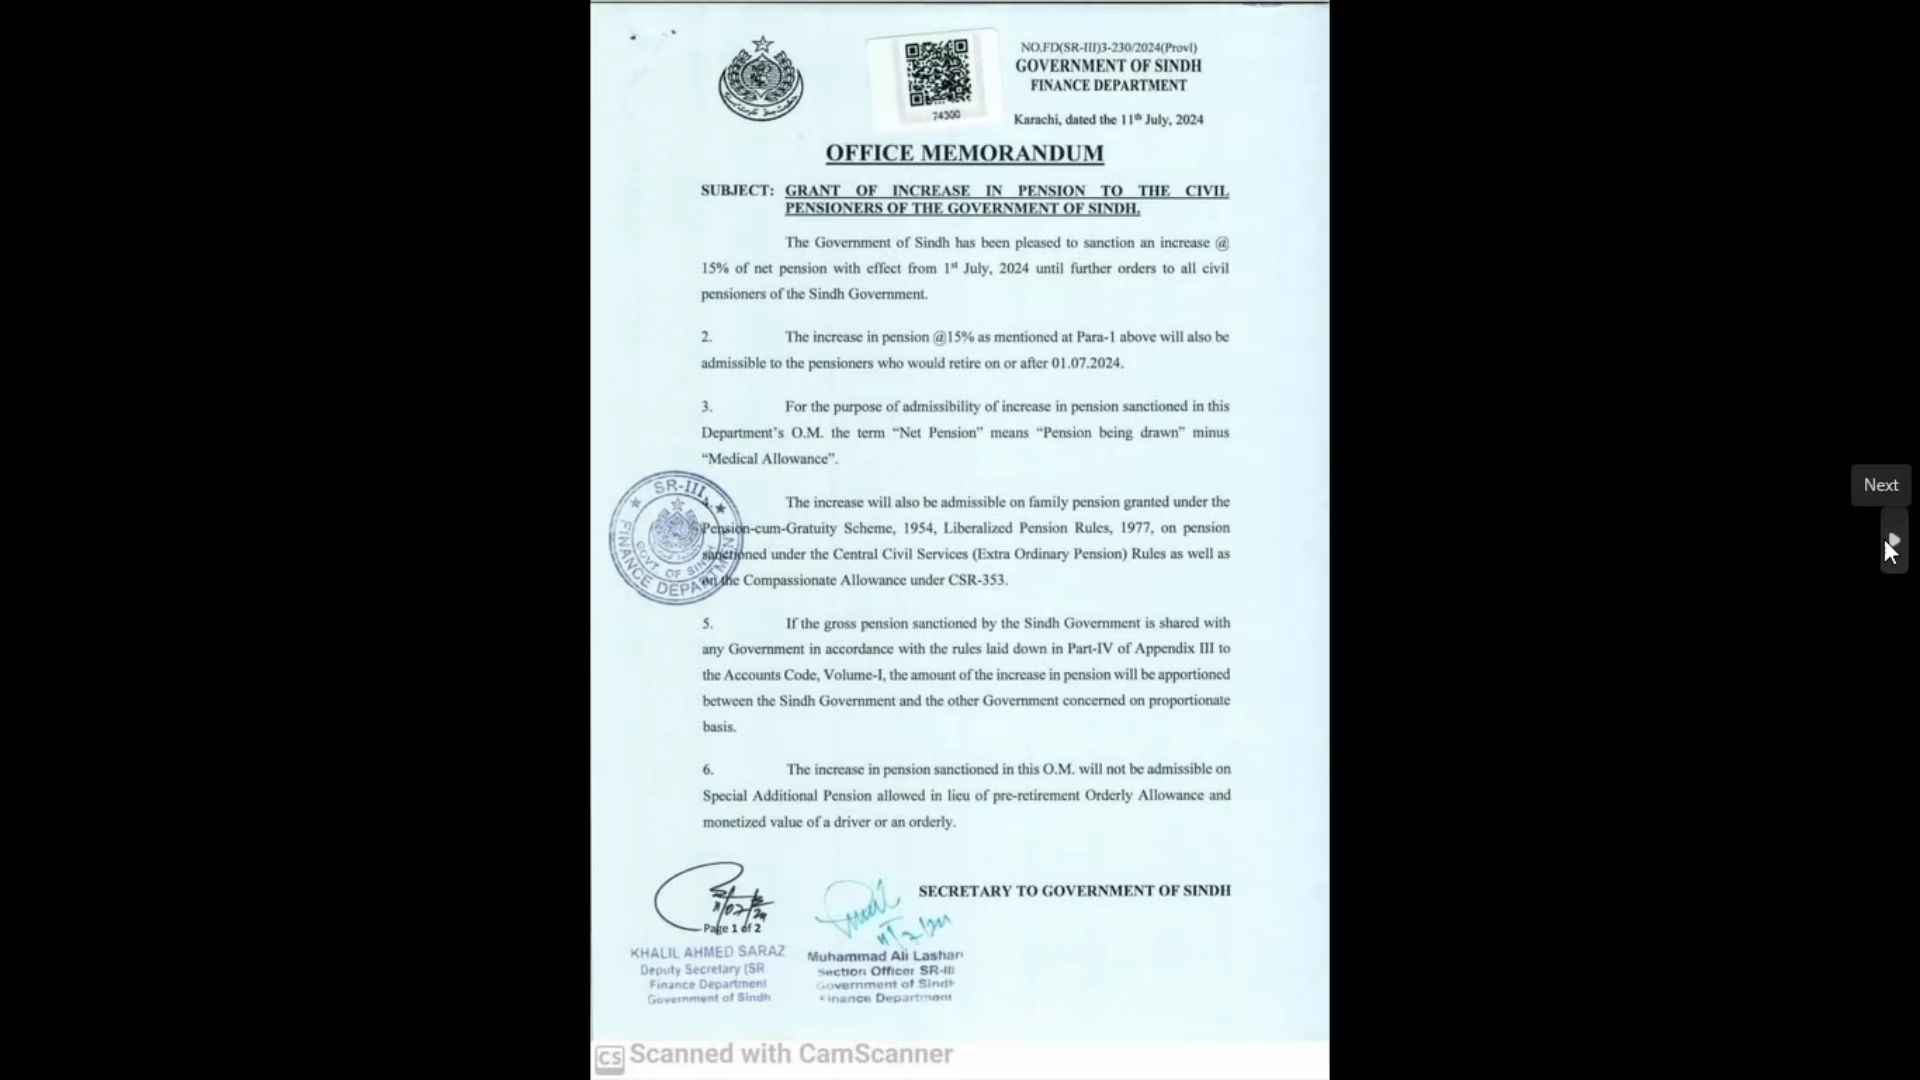 NO.FD(SR-III)3-230/2024(Provl)
GOVERNMENT OF SINDH
FINANCE DEPARTMENT
74300
Karachi, dated the 11th July, 2024
OFFICE MEMORANDUM
SUBJECT: GRANT OF INCREASE IN PENSION TO THE CIVIL
PENSIONERS OF THE GOVERNMENT OF SINDH.
The Government of Sindh has been pleased to sanction an increase @
15% of net pension with effect from 1st July, 2024 until further orders to all civil
pensioners of the Sindh Government.
2. The increase in pension @15% as mentioned at Para-1 above will also be
admissible to the pensioners who would retire on or after 01.07.2024.
3. For the purpose of admissibility of increase in pension sanctioned in this
Department's O.M. the term “Net Pension” means “Pension being drawn” minus
“Medical Allowance”.
SR-III
FINANCE DEPARTMENT
GOVT. OF SINDH
The increase will also be admissible on family pension granted under the
Pension-cum-Gratuity Scheme, 1954, Liberalized Pension Rules, 1977, on pension
sanctioned under the Central Civil Services (Extra Ordinary Pension) Rules as well as
on the Compassionate Allowance under CSR-353.
5. If the gross pension sanctioned by the Sindh Government is shared with
any Government in accordance with the rules laid down in Part-IV of Appendix III to
the Accounts Code, Volume-I, the amount of the increase in pension will be apportioned
between the Sindh Government and the other Government concerned on proportionate
basis.
6. The increase in pension sanctioned in this O.M. will not be admissible on
Special Additional Pension allowed in lieu of pre-retirement Orderly Allowance and
monetized value of a driver or an orderly.
SECRETARY TO GOVERNMENT OF SINDH
Page 1 of 2
KHALIL AHMED SARAZ
Deputy Secretary (SR
Finance Department
Government of Sindh
Muhammad Ali Lashari
Section Officer SR-III
Government of Sindh
Finance Department
CS Scanned with CamScanner
Next